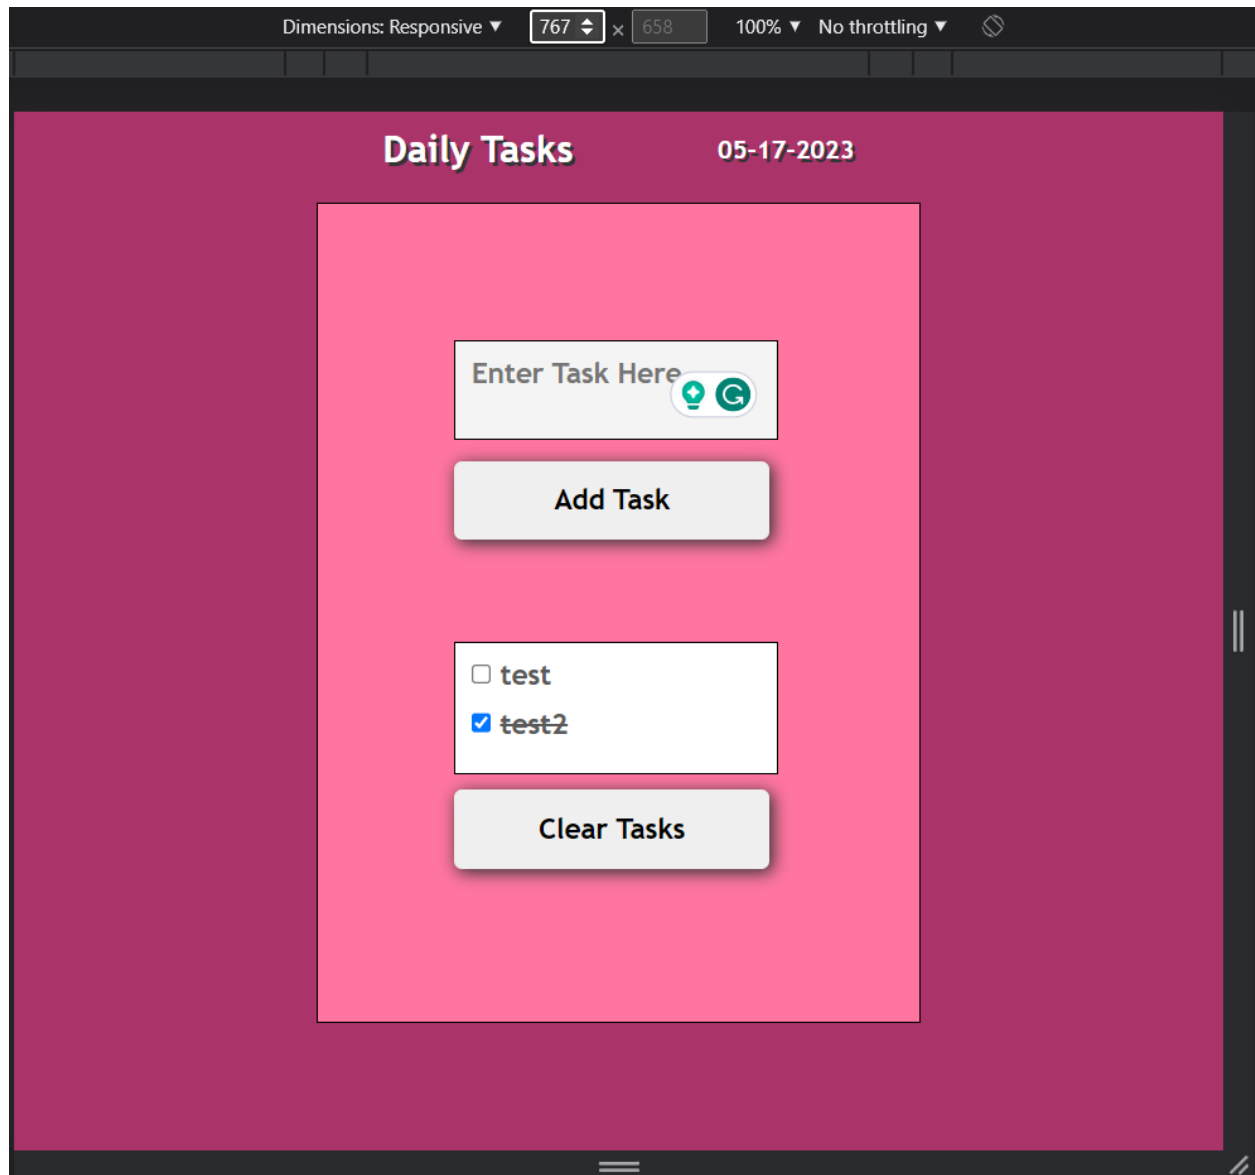 Dimensions: Responsive ▼ 767 × 658 100% ▼ No throttling ▼
Daily Tasks 05-17-2023
Enter Task Here
Add Task
test
test2
Clear Tasks